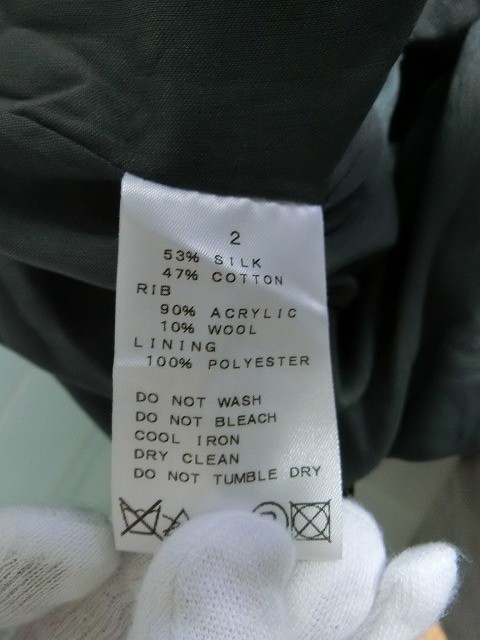 2
53% SILK
47% COTTON
RIB
90% ACRYLIC
10% WOOL
LINING
100% POLYESTER
DO NOT WASH
DO NOT BLEACH
COOL IRON
DRY CLEAN
DO NOT TUMBLE DRY